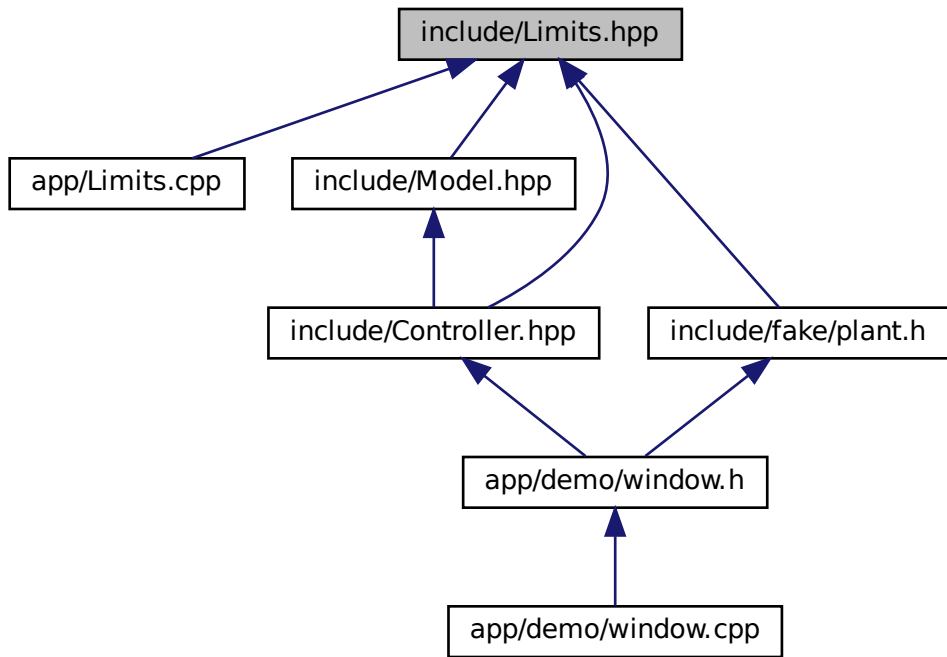 include/Limits.hpp
app/Limits.cpp
include/Model.hpp
include/Controller.hpp
include/fake/plant.h
app/demo/window.h
app/demo/window.cpp